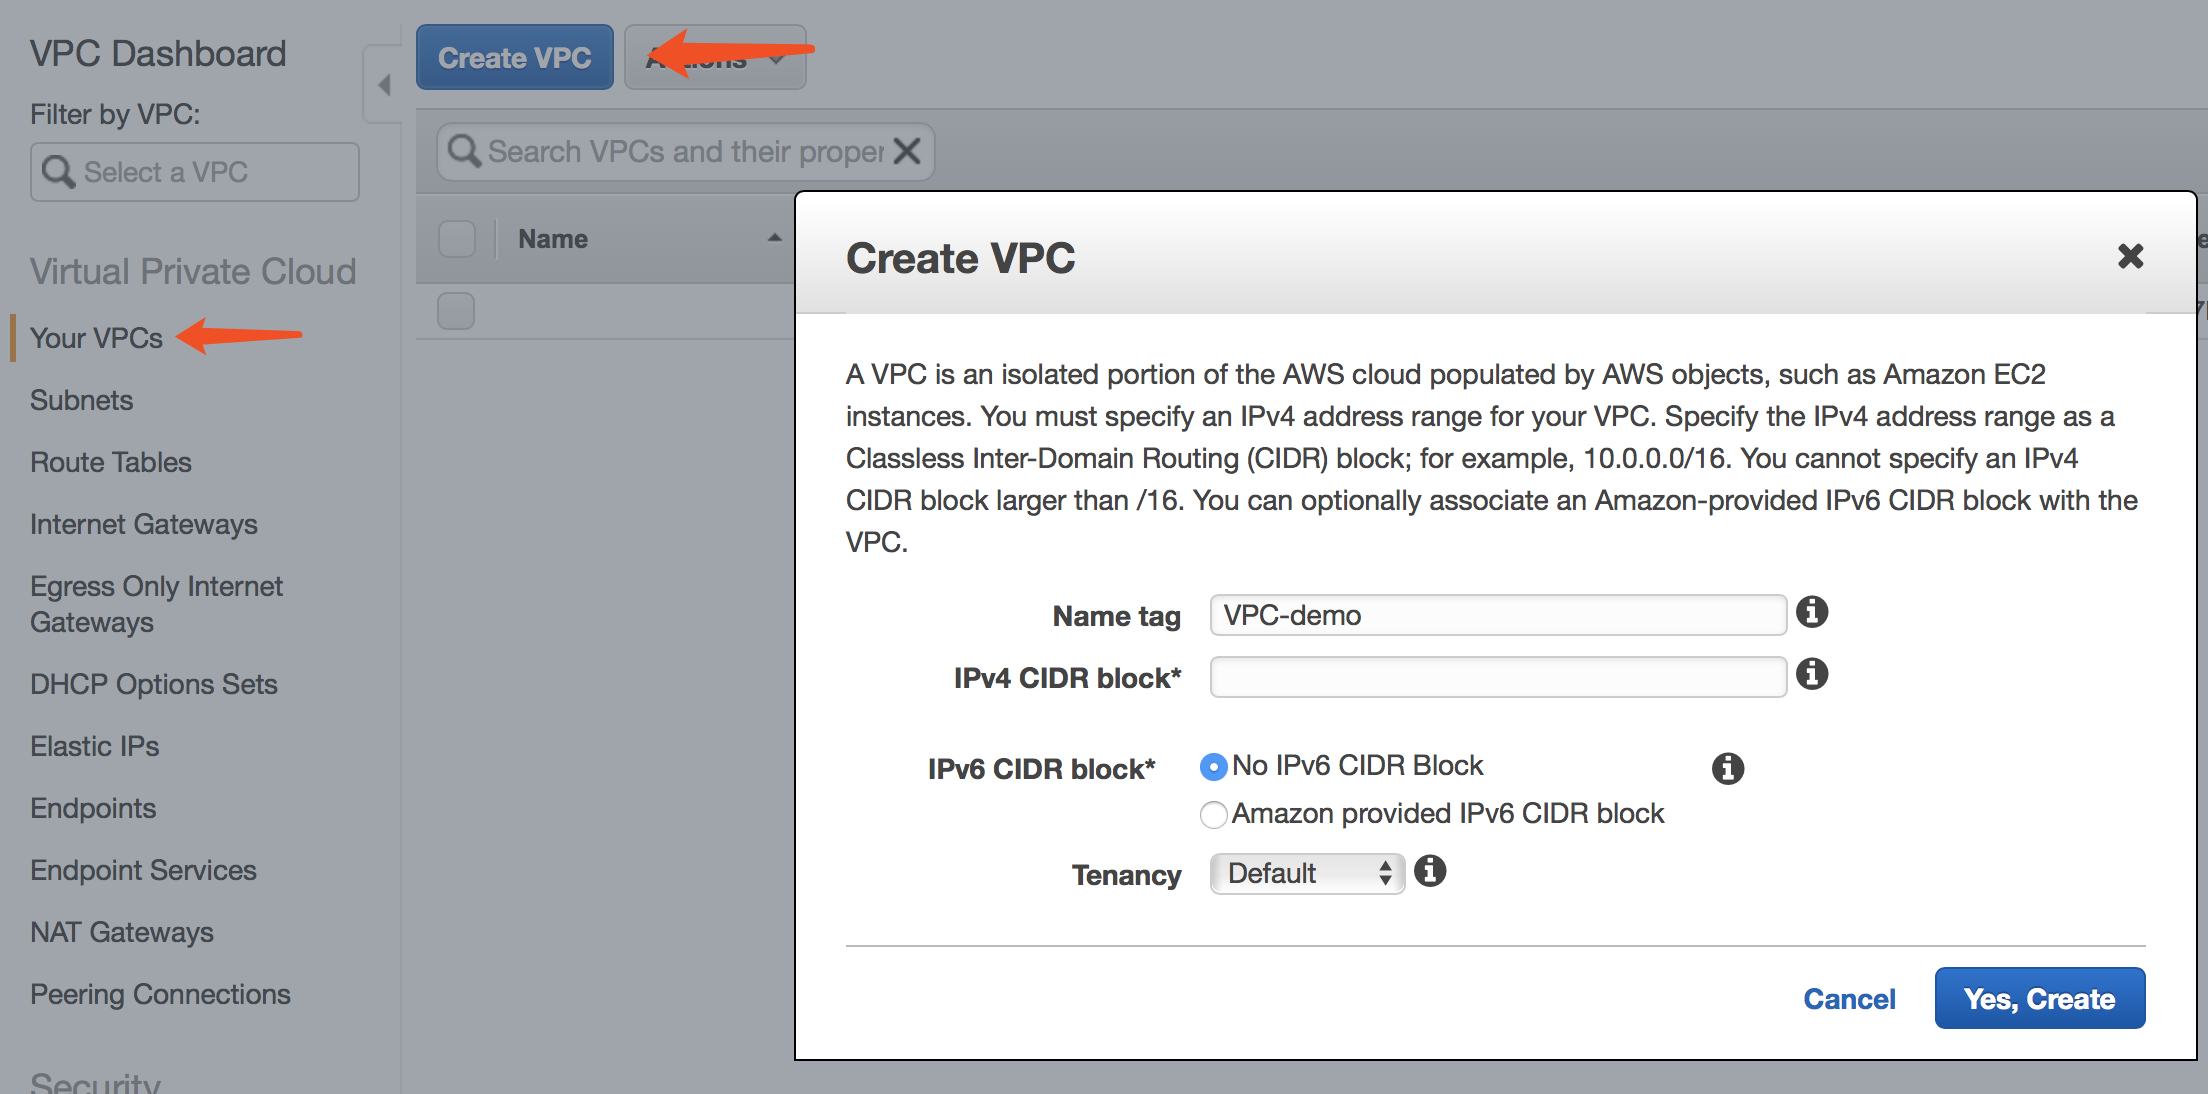 VPC Dashboard
Filter by VPC:
Select a VPC
Virtual Private Cloud
Your VPCs
Subnets
Route Tables
Internet Gateways
Egress Only Internet
Gateways
DHCP Options Sets
Elastic IPs
Endpoints
Endpoint Services
NAT Gateways
Peering Connections
Security
Create VPC
Actions
Search VPCs and their proper
Name
Create VPC
A VPC is an isolated portion of the AWS cloud populated by AWS objects, such as Amazon EC2
instances. You must specify an IPv4 address range for your VPC. Specify the IPv4 address range as a
Classless Inter-Domain Routing (CIDR) block; for example, 10.0.0.0/16. You cannot specify an IPv4
CIDR block larger than /16. You can optionally associate an Amazon-provided IPv6 CIDR block with the
VPC.
Name tag VPC-demo
IPv4 CIDR block*
IPv6 CIDR block* No IPv6 CIDR Block
Amazon provided IPv6 CIDR block
Tenancy Default
Cancel Yes, Create